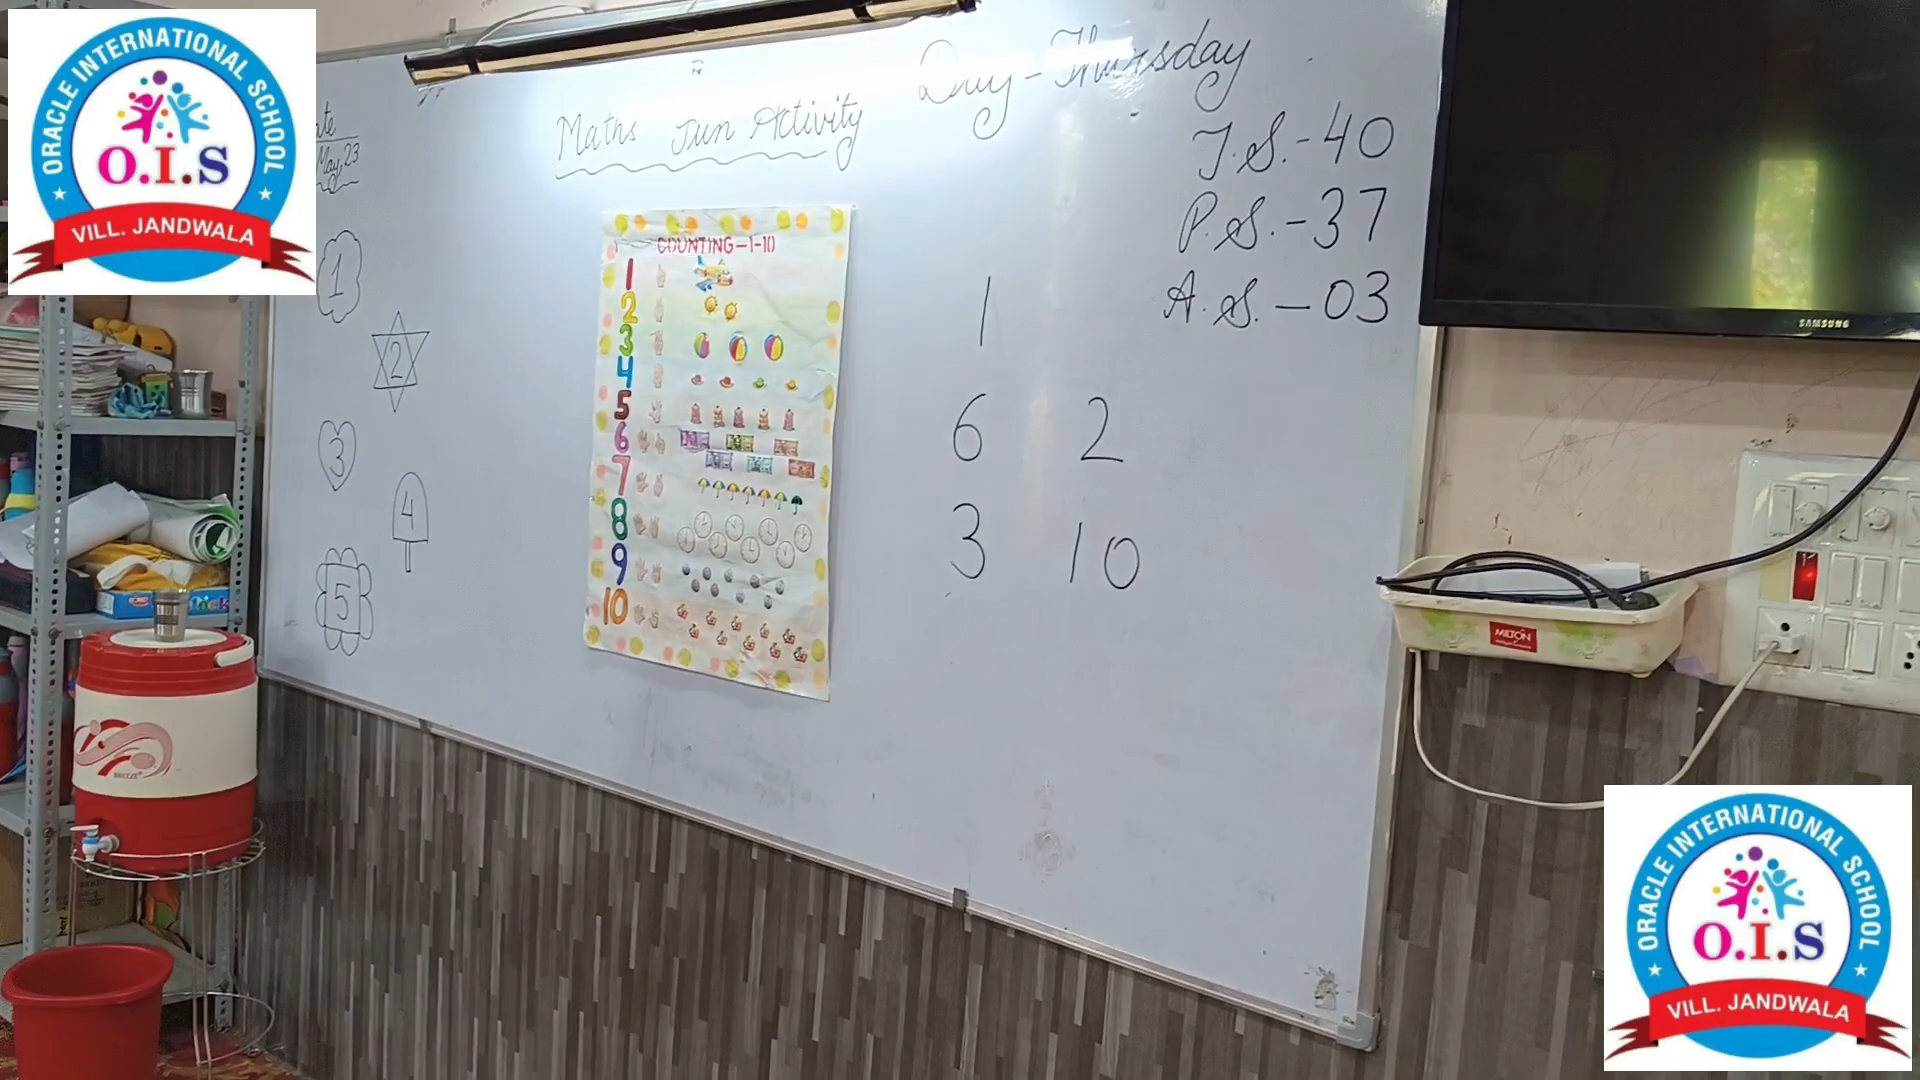 ORACLE INTERNATIONAL SCHOOL
O.I.S
VILL. JANDWALA
May, 23
Maths Fun Activity
Day - Thursday
T.S. - 40
P.S. - 37
A.S. - 03
1
2
3
4
5
COUNTING-1-10
1
2
3
4
5
6
7
8
9
10
1
6 2
3 10
SAMSUNG
MILTON
BREEZE
ORACLE INTERNATIONAL SCHOOL
O.I.S
VILL. JANDWALA